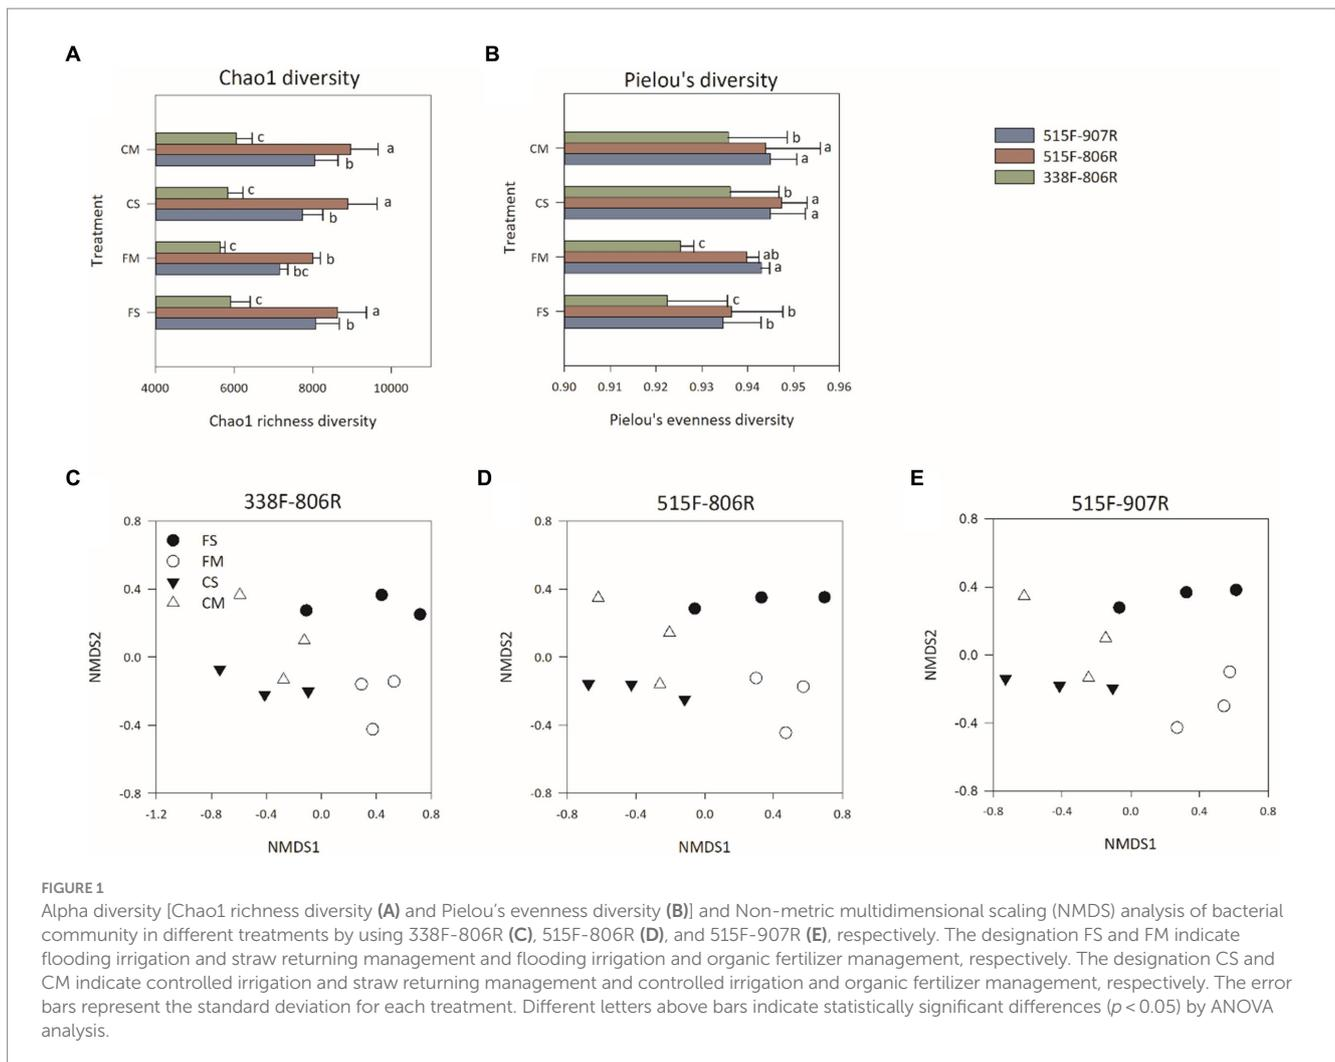 A
Chao1 diversity
Treatment
CM
CS
FM
FS
c
a
b
c
a
b
c
b
bc
c
a
b
4000 6000 8000 10000
Chao1 richness diversity
B
Pielou's diversity
Treatment
CM
CS
FM
FS
b
a
a
b
a
a
c
ab
a
c
b
b
0.90 0.91 0.92 0.93 0.94 0.95 0.96
Pielou's evenness diversity
515F-907R
515F-806R
338F-806R
C
338F-806R
FS
FM
CS
CM
NMDS2
0.8
0.4
0.0
-0.4
-0.8
-1.2 -0.8 -0.4 0.0 0.4 0.8
NMDS1
D
515F-806R
NMDS2
0.8
0.4
0.0
-0.4
-0.8
-0.8 -0.4 0.0 0.4 0.8
NMDS1
E
515F-907R
NMDS2
0.8
0.4
0.0
-0.4
-0.8
-0.8 -0.4 0.0 0.4 0.8
NMDS1
FIGURE 1
Alpha diversity [Chao1 richness diversity (A) and Pielou’s evenness diversity (B)] and Non-metric multidimensional scaling (NMDS) analysis of bacterial
community in different treatments by using 338F-806R (C), 515F-806R (D), and 515F-907R (E), respectively. The designation FS and FM indicate
flooding irrigation and straw returning management and flooding irrigation and organic fertilizer management, respectively. The designation CS and
CM indicate controlled irrigation and straw returning management and controlled irrigation and organic fertilizer management, respectively. The error
bars represent the standard deviation for each treatment. Different letters above bars indicate statistically significant differences (p < 0.05) by ANOVA
analysis.